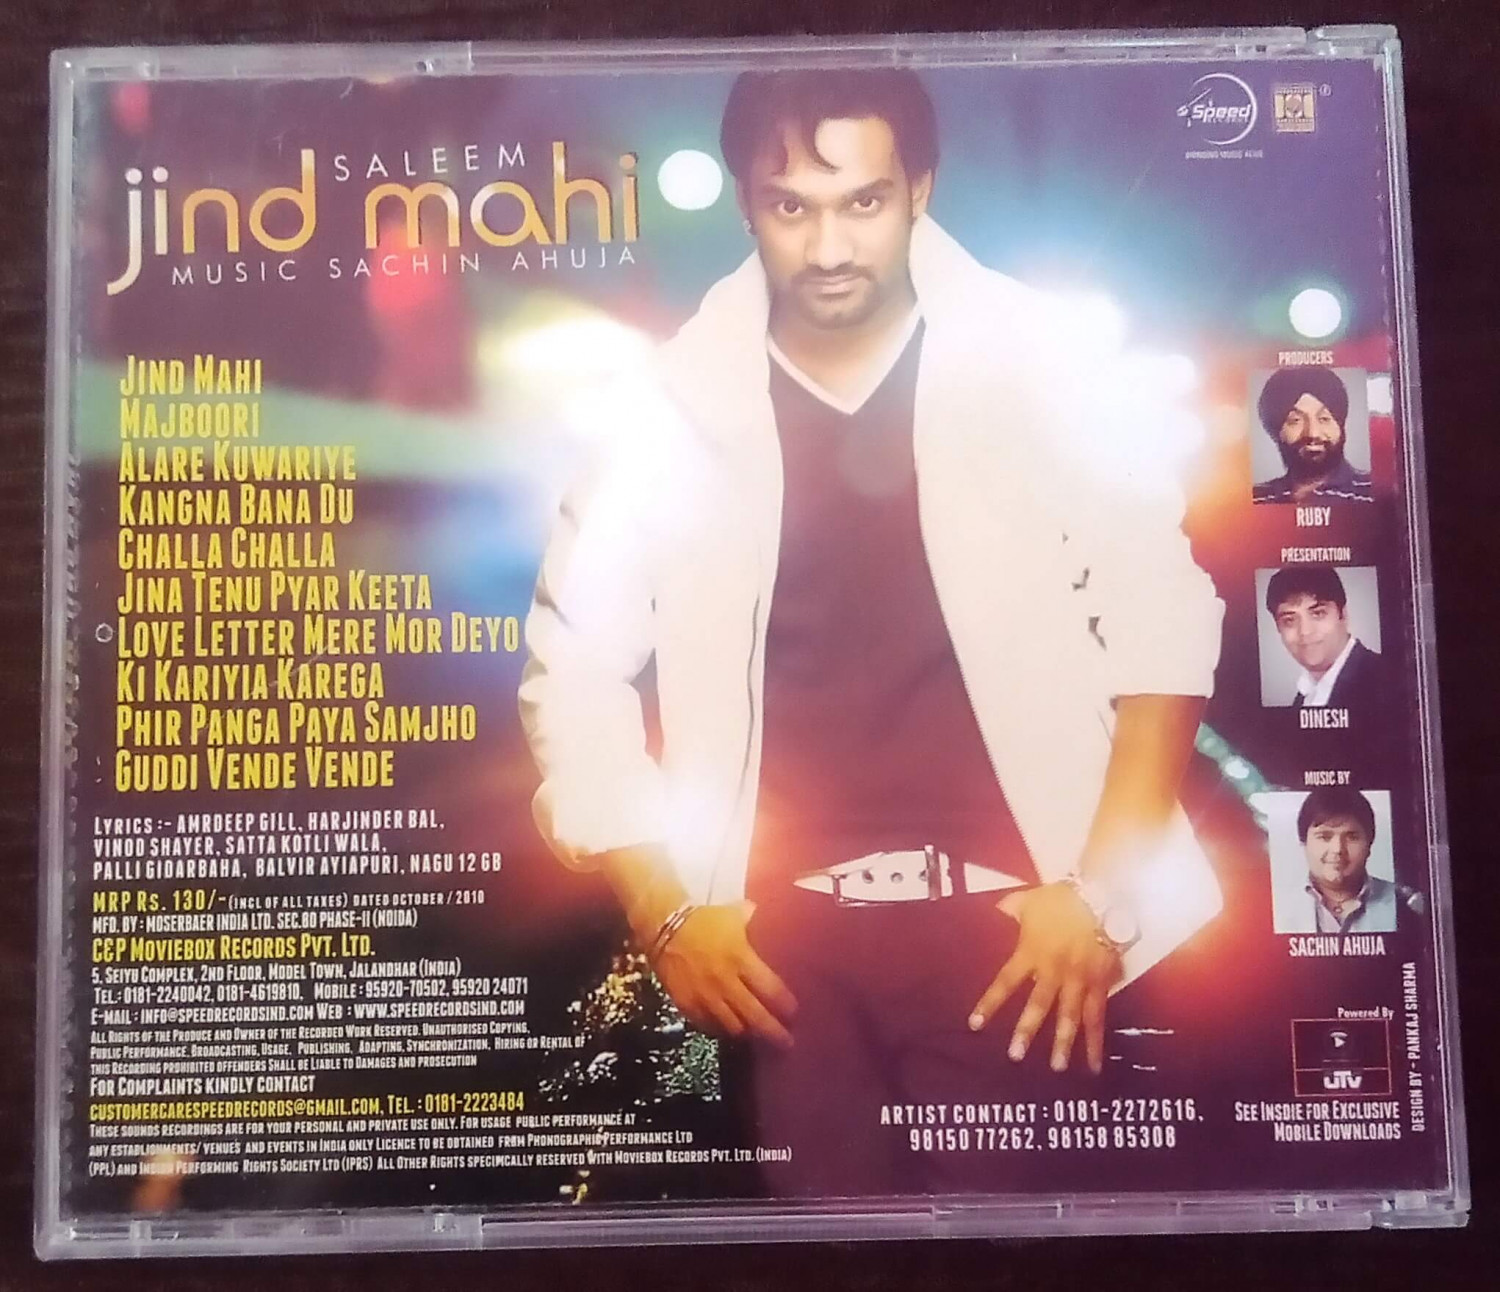 SALEEM
jind mahi
MUSIC SACHIN AHUJA
Speed
RECORDS
JIND MAHI
MAJBOORI
ALARE KUWARIYE
KANGNA BANA DU
CHALLA CHALLA
JINA TENU PYAR KEETA
LOVE LETTER MERE MOR DEYO
KI KARIYIA KAREGA
PHIR PANGA PAYA SAMJHO
GUDDI VENDE VENDE
LYRICS :- AMRDEEP GILL, HARJINDER BAL,
VINOD SHAYER, SATTA KOTLI WALA,
PALLI GIDARBAHA, BALVIR AYIAPURI, NAGU 12 GB
MRP RS. 130/-(INCL OF ALL TAXES) DATED OCTOBER / 2010
MFD. BY : MOSERBAER INDIA LTD. SEC.80 PHASE-II (NOIDA)
C&P MOVIEBOX RECORDS PVT. LTD.
5, SEIYU COMPLEX, 2ND FLOOR, MODEL TOWN, JALANDHAR (INDIA)
TEL.: 0181-2240042, 0181-4619810, MOBILE : 95920-70502, 95920 24071
E-MAIL : INFO@SPEEDRECORDSIND.COM WEB : WWW.SPEEDRECORDSIND.COM
ALL RIGHTS OF THE PRODUCE AND OWNER OF THE RECORDED WORK RESERVED. UNAUTHORISED COPYING,
PUBLIC PERFORMANCE, BROADCASTING, USAGE, PUBLISHING, ADAPTING, SYNCHRONIZATION, HIRING OR RENTAL OF
THIS RECORDING PROHIBITED OFFENDERS SHALL BE LIABLE TO DAMAGES AND PROSECUTION
FOR COMPLAINTS KINDLY CONTACT
CUSTOMERCARESPEEDRECORDS@GMAIL.COM, TEL. : 0181-2223484
THESE SOUNDS RECORDINGS ARE FOR YOUR PERSONAL AND PRIVATE USE ONLY. FOR USAGE PUBLIC PERFORMANCE AT
ANY ESTABLISHMENTS/ VENUES AND EVENTS IN INDIA ONLY LICENCE TO BE OBTAINED FROM PHONOGRAPHIC PERFORMANCE LTD
(PPL) AND INDIAN PERFORMING RIGHTS SOCIETY LTD (IPRS) ALL OTHER RIGHTS SPECIMCALLY RESERVED WITH MOVIEBOX RECORDS PVT. LTD. (INDIA)
PRODUCERS
RUBY
PRESENTATION
DINESH
MUSIC BY
SACHIN AHUJA
Powered By
UTV
SEE INSDIE FOR EXCLUSIVE
MOBILE DOWNLOADS
ARTIST CONTACT : 0181-2272616,
98150 77262, 98158 85308
DESIGN BY - PANKAJ SHARMA